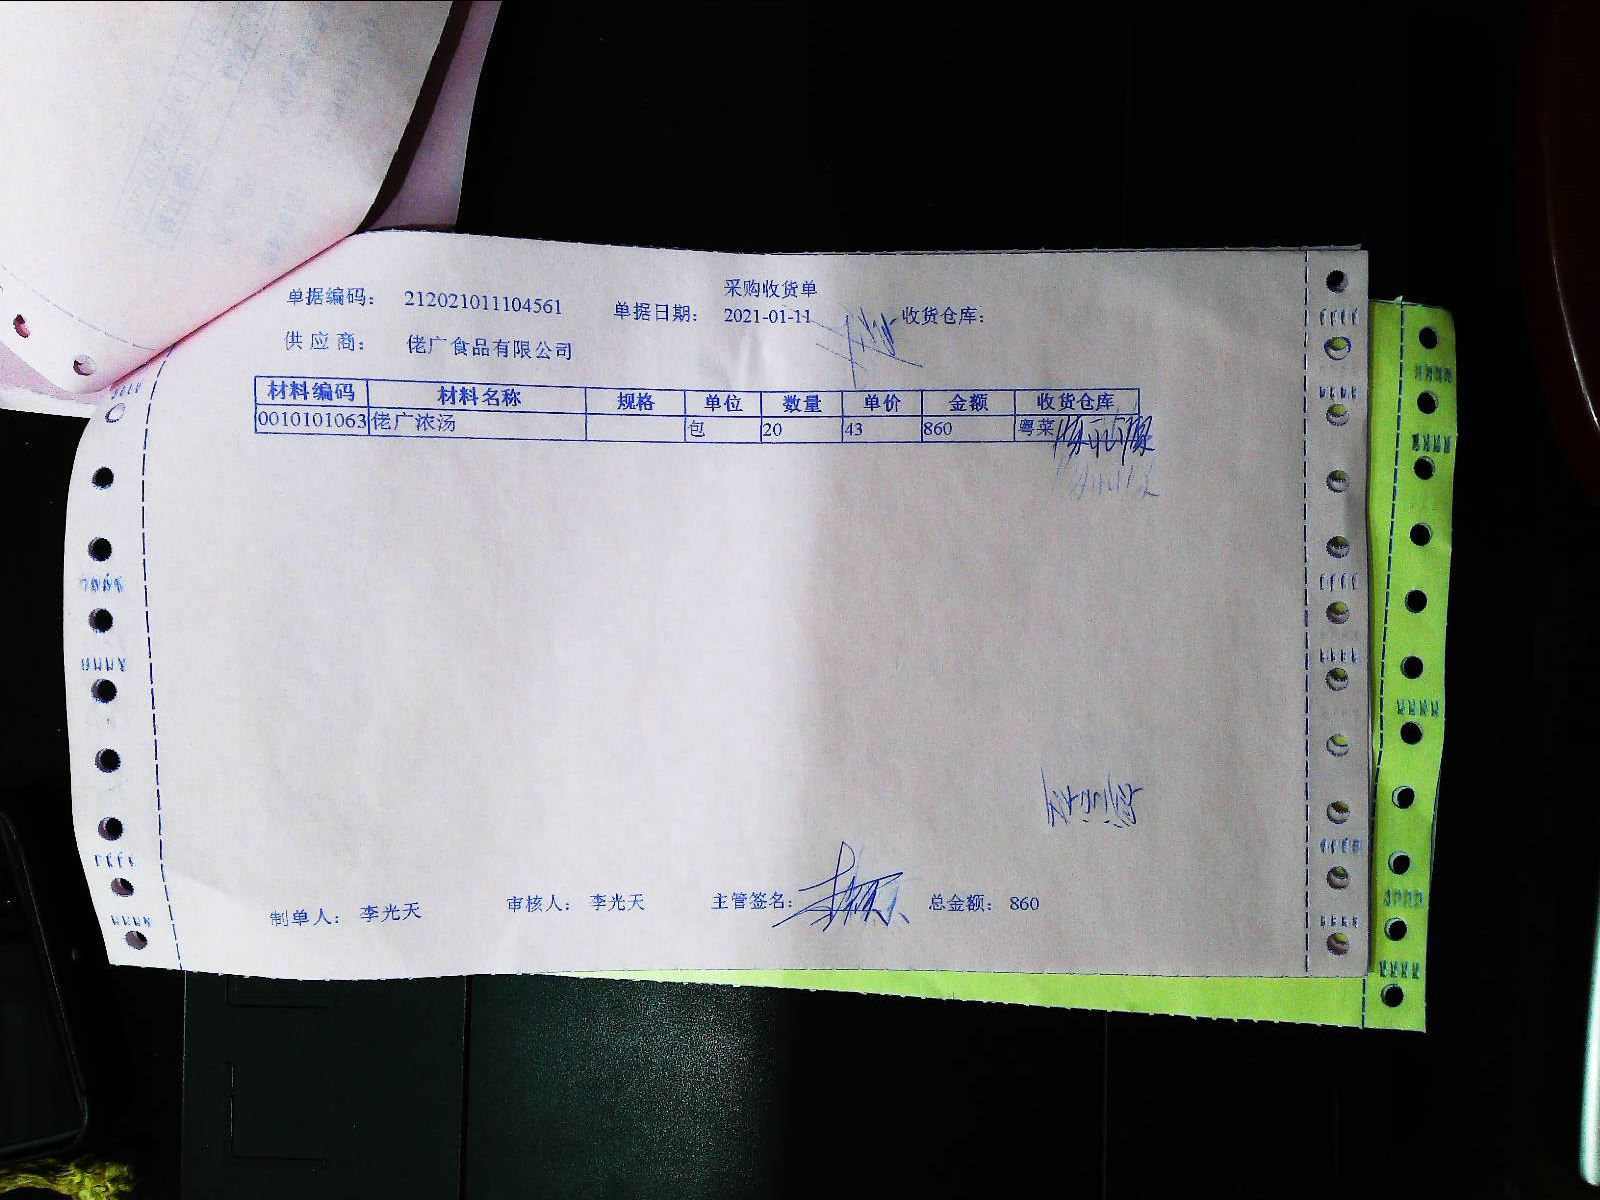 采购收货单
单据编码： 212021011104561 单据日期： 2021-01-11 收货仓库：
供应商： 佬广食品有限公司
材料编码 材料名称 规格 单位 数量 单价 金额 收货仓库
0010101063 佬广浓汤 包 20 43 860 粤菜
制单人： 李光天 审核人： 李光天 主管签名： 总金额： 860